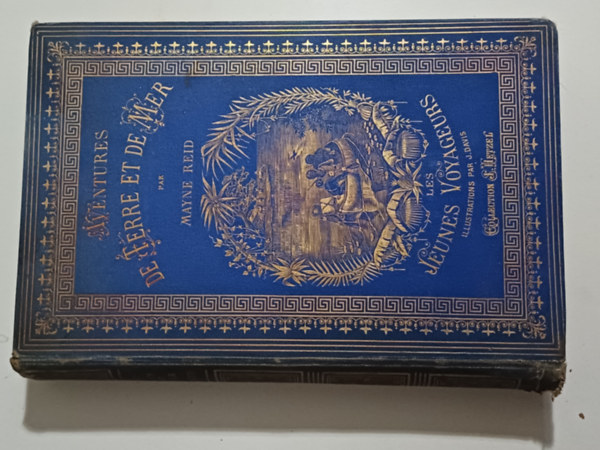 AVENTURES
DE TERRE ET DE MER
PAR
MAYNE REID
LES
JEUNES VOYAGEURS
ILLUSTRATIONS PAR J. DAVIS
COLLECTION J. HETZEL